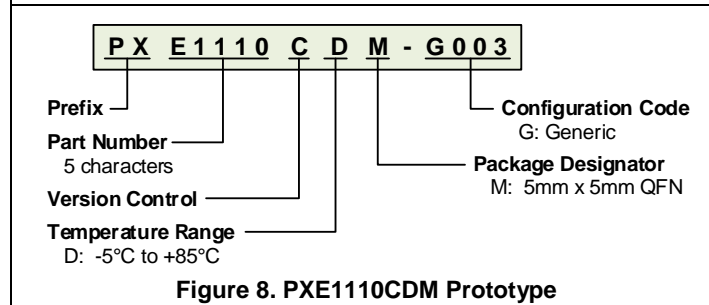 PX E1110 C D M - G003
Prefix
Part Number
5 characters
Version Control
Temperature Range
D: -5°C to +85°C
Configuration Code
G: Generic
Package Designator
M: 5mm x 5mm QFN
Figure 8. PXE1110CDM Prototype